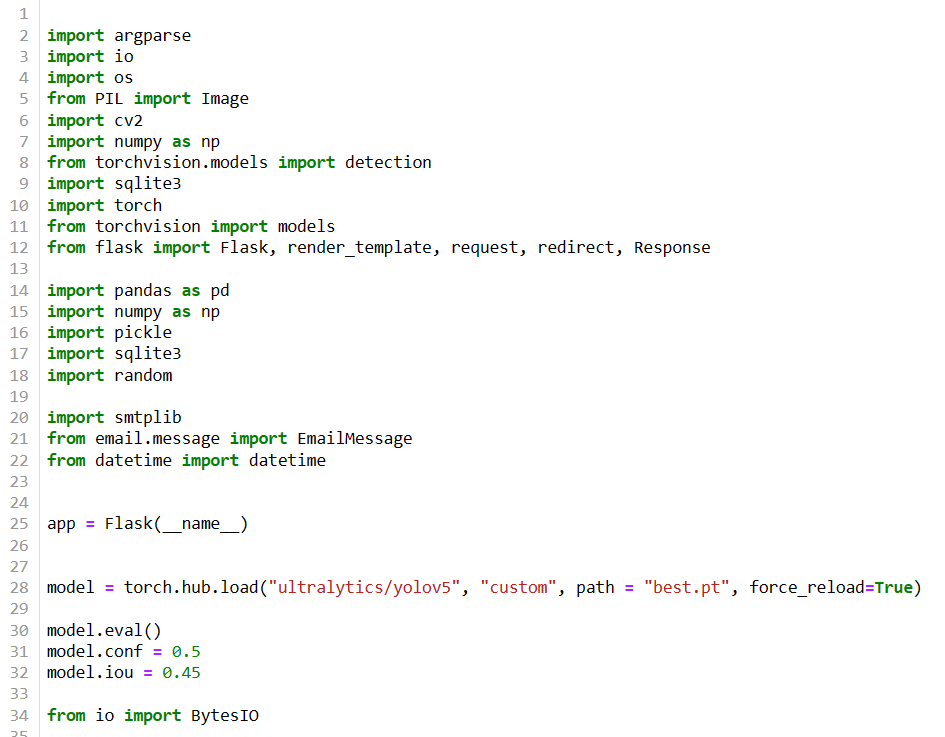 1
2 import argparse
3 import io
4 import os
5 from PIL import Image
6 import cv2
7 import numpy as np
8 from torchvision.models import detection
9 import sqlite3
10 import torch
11 from torchvision import models
12 from flask import Flask, render_template, request, redirect, Response
13
14 import pandas as pd
15 import numpy as np
16 import pickle
17 import sqlite3
18 import random
19
20 import smtplib
21 from email.message import EmailMessage
22 from datetime import datetime
23
24
25 app = Flask(__name__)
26
27
28 model = torch.hub.load("ultralytics/yolov5", "custom", path = "best.pt", force_reload=True)
29
30 model.eval()
31 model.conf = 0.5
32 model.iou = 0.45
33
34 from io import BytesIO
35